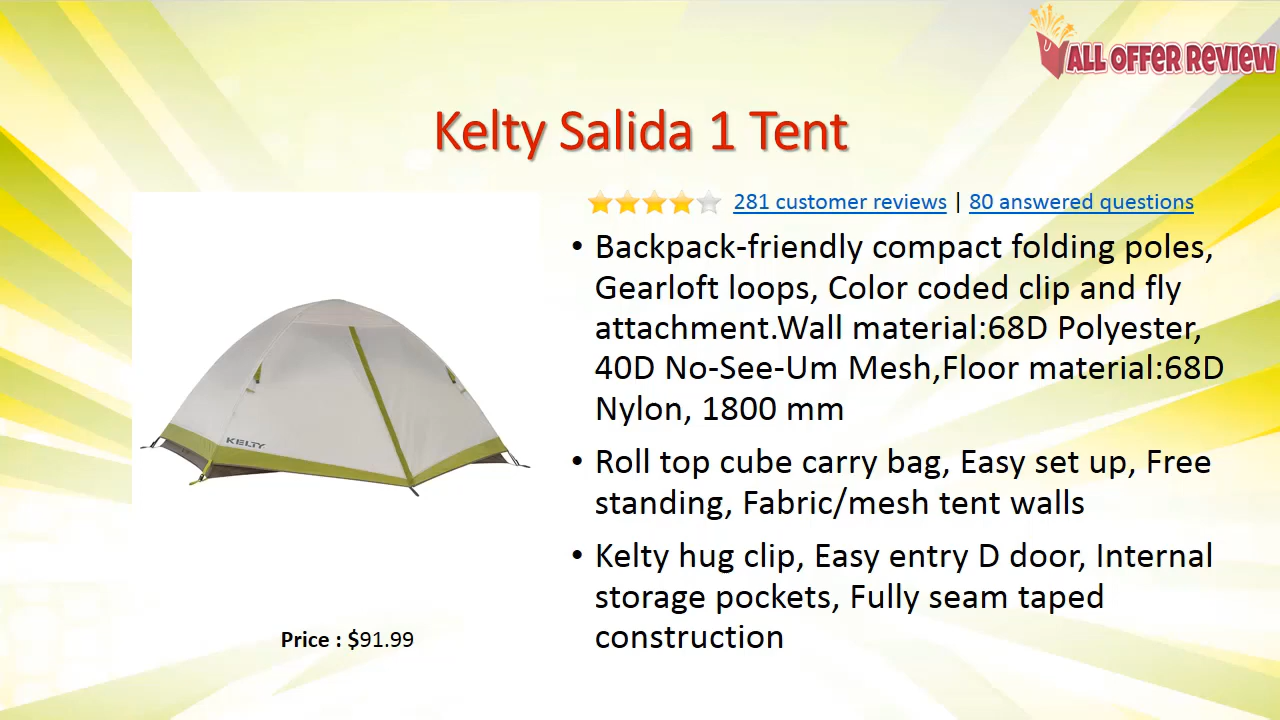 ALL OFFER REVIEW
Kelty Salida 1 Tent
281 customer reviews | 80 answered questions
• Backpack-friendly compact folding poles,
Gearloft loops, Color coded clip and fly
attachment.Wall material:68D Polyester,
40D No-See-Um Mesh,Floor material:68D
Nylon, 1800 mm
• Roll top cube carry bag, Easy set up, Free
standing, Fabric/mesh tent walls
• Kelty hug clip, Easy entry D door, Internal
storage pockets, Fully seam taped
construction
KELTY
Price : $91.99